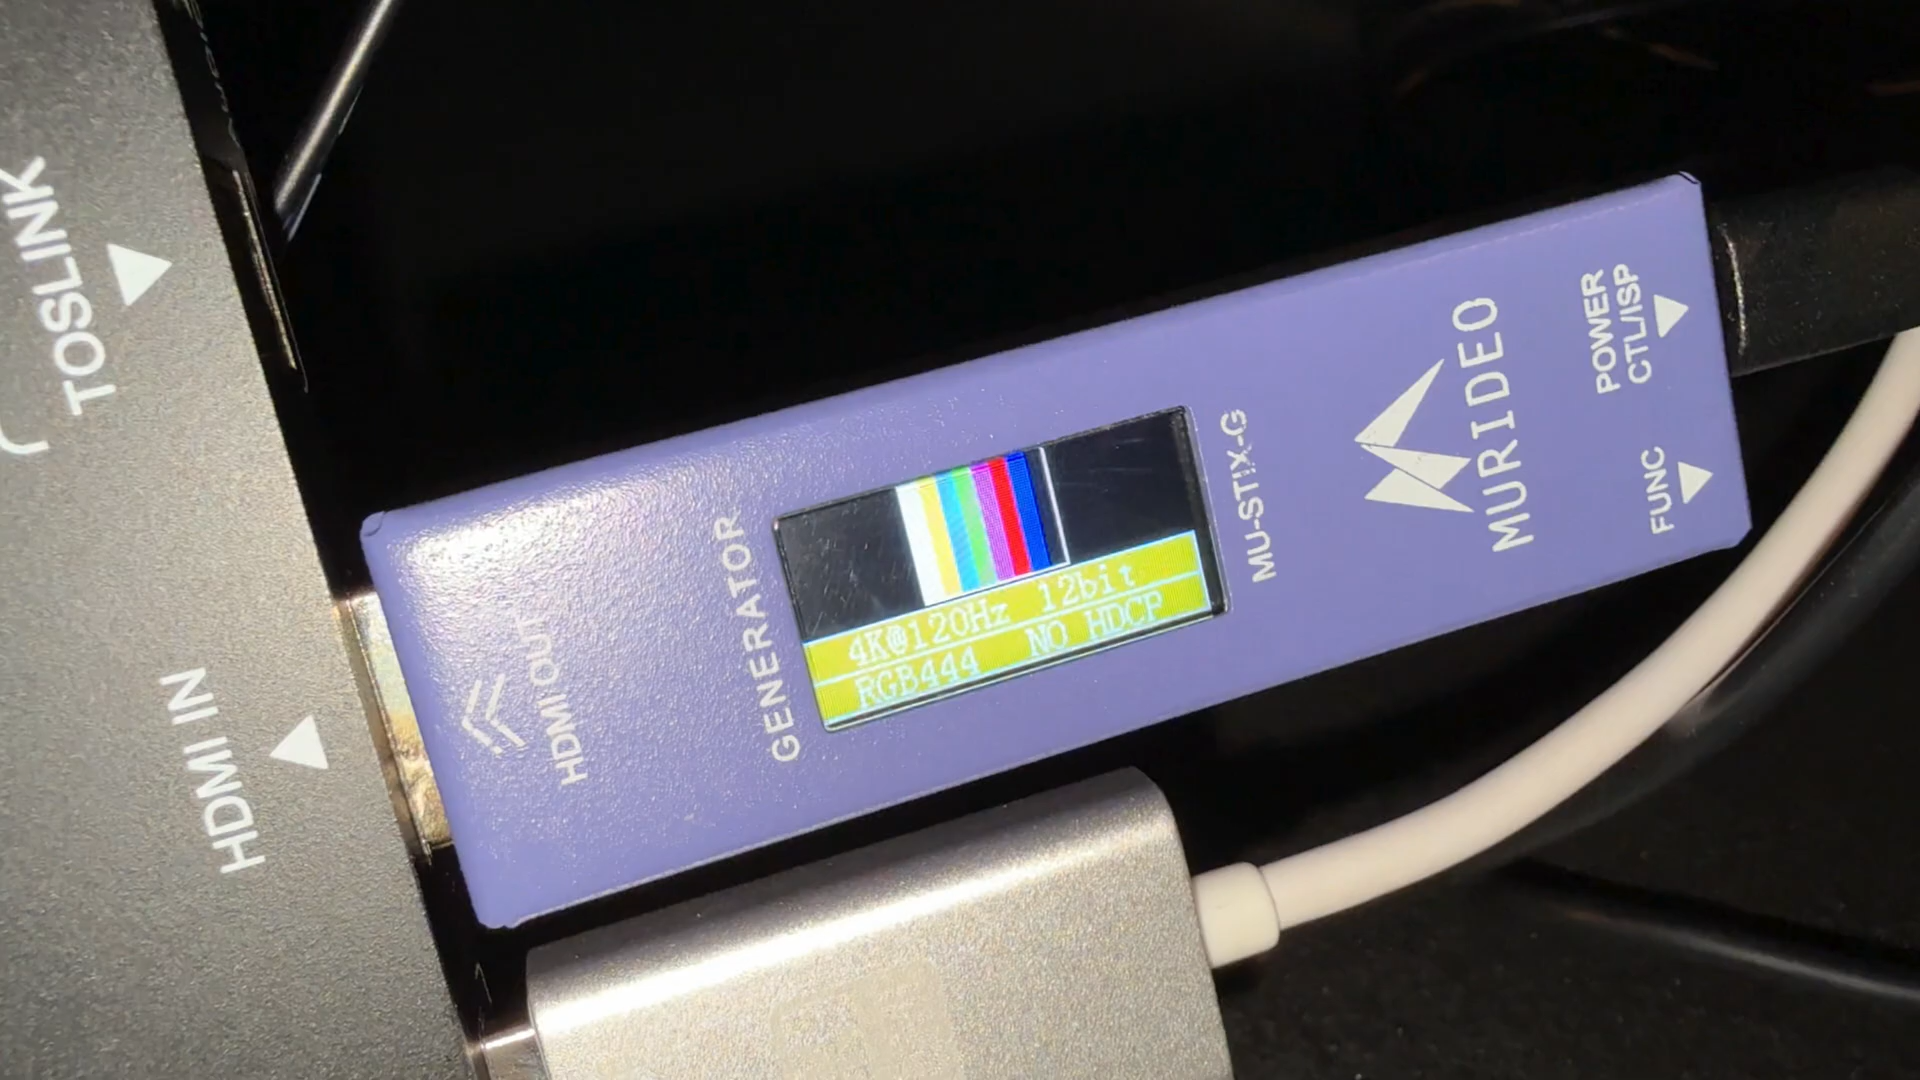 TOSLINK
HDMI IN
HDMI OUT
GENERATOR
4K@120Hz 12bit
RGB444 NO HDCP
MU-STIX-G
MURIDEO
POWER
CTL/ISP
FUNC